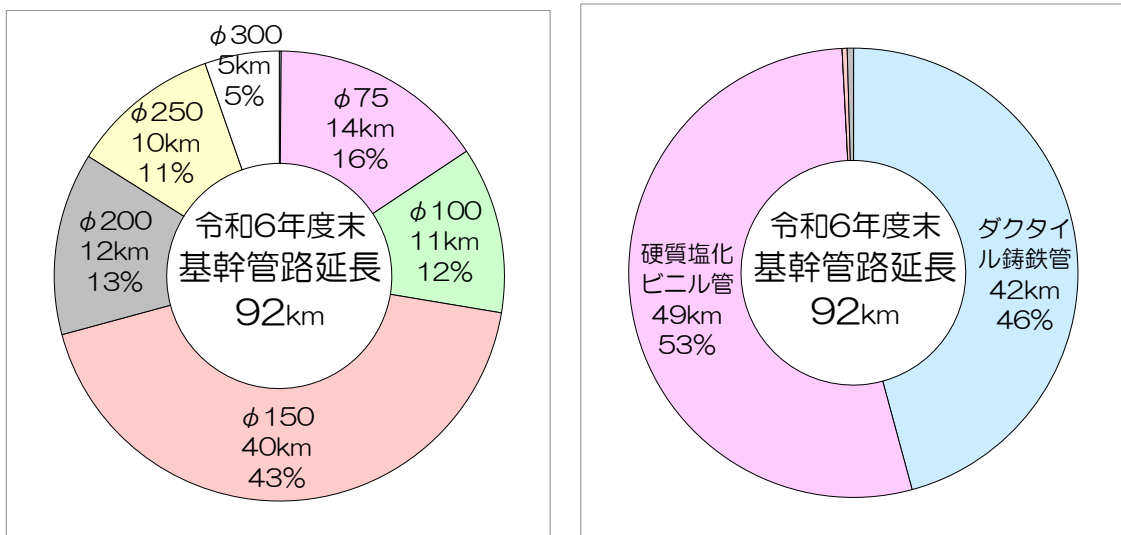 φ300
5km
5%
φ75
14km
16%
φ100
11km
12%
φ150
40km
43%
φ200
12km
13%
φ250
10km
11%
令和6年度末
基幹管路延長
92km
ダクタイ
ル鋳鉄管
42km
46%
硬質塩化
ビニル管
49km
53%
令和6年度末
基幹管路延長
92km